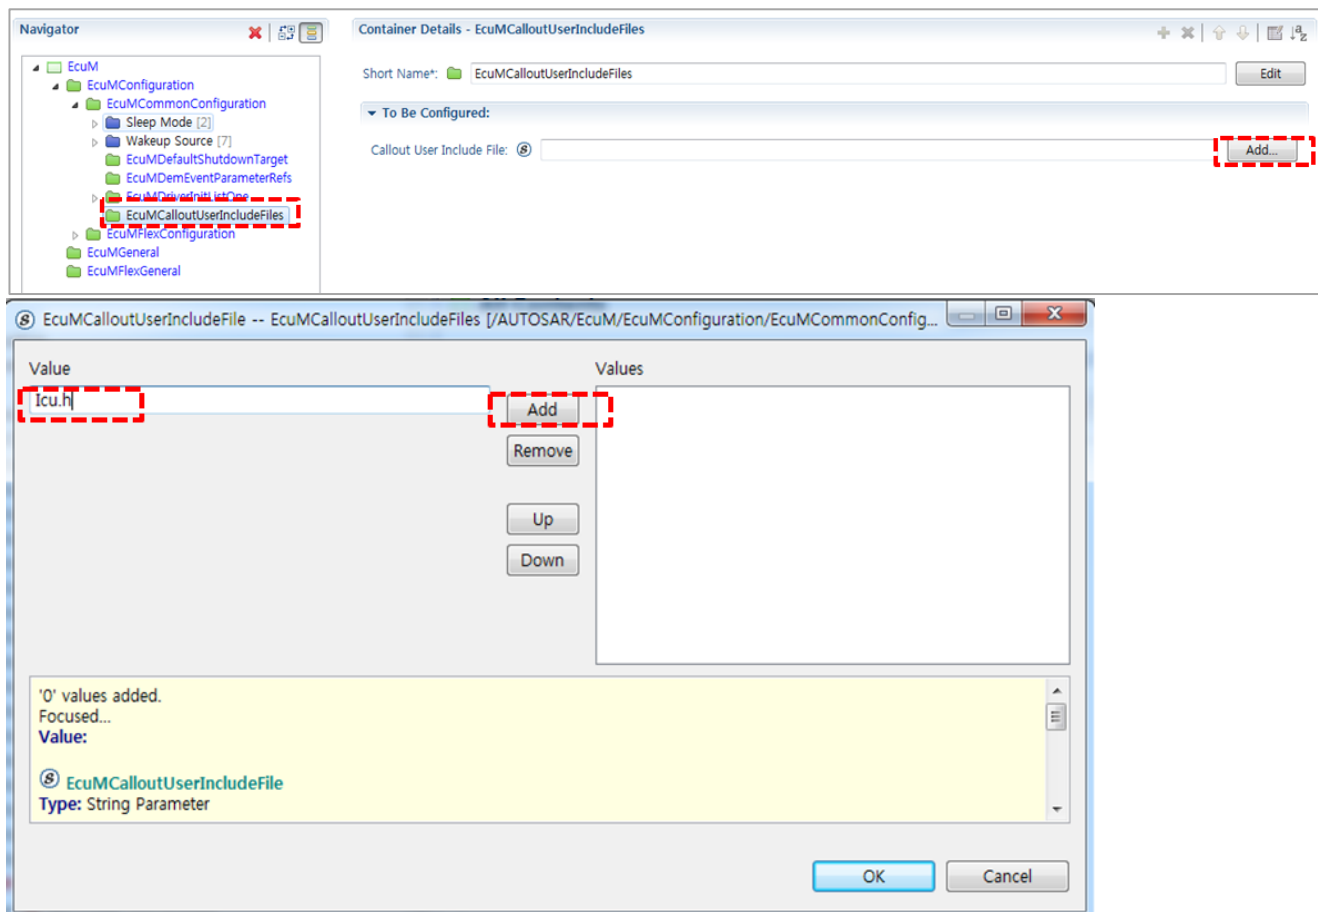 Navigator
Container Details - EcuMCalloutUserIncludeFiles
EcuM
EcuMConfiguration
EcuMCommonConfiguration
Sleep Mode [2]
Wakeup Source [7]
EcuMDefaultShutdownTarget
EcuMDemEventParameterRefs
EcuMDriverInitListOne
EcuMCalloutUserIncludeFiles
EcuMFlexConfiguration
EcuMGeneral
EcuMFlexGeneral
Short Name*: EcuMCalloutUserIncludeFiles Edit
To Be Configured:
Callout User Include File: Add...
EcuMCalloutUserIncludeFile -- EcuMCalloutUserIncludeFiles [/AUTOSAR/EcuM/EcuMConfiguration/EcuMCommonConfig...
Value
Values
Icu.h
Add
Remove
Up
Down
'0' values added.
Focused...
Value:
EcuMCalloutUserIncludeFile
Type: String Parameter
OK
Cancel